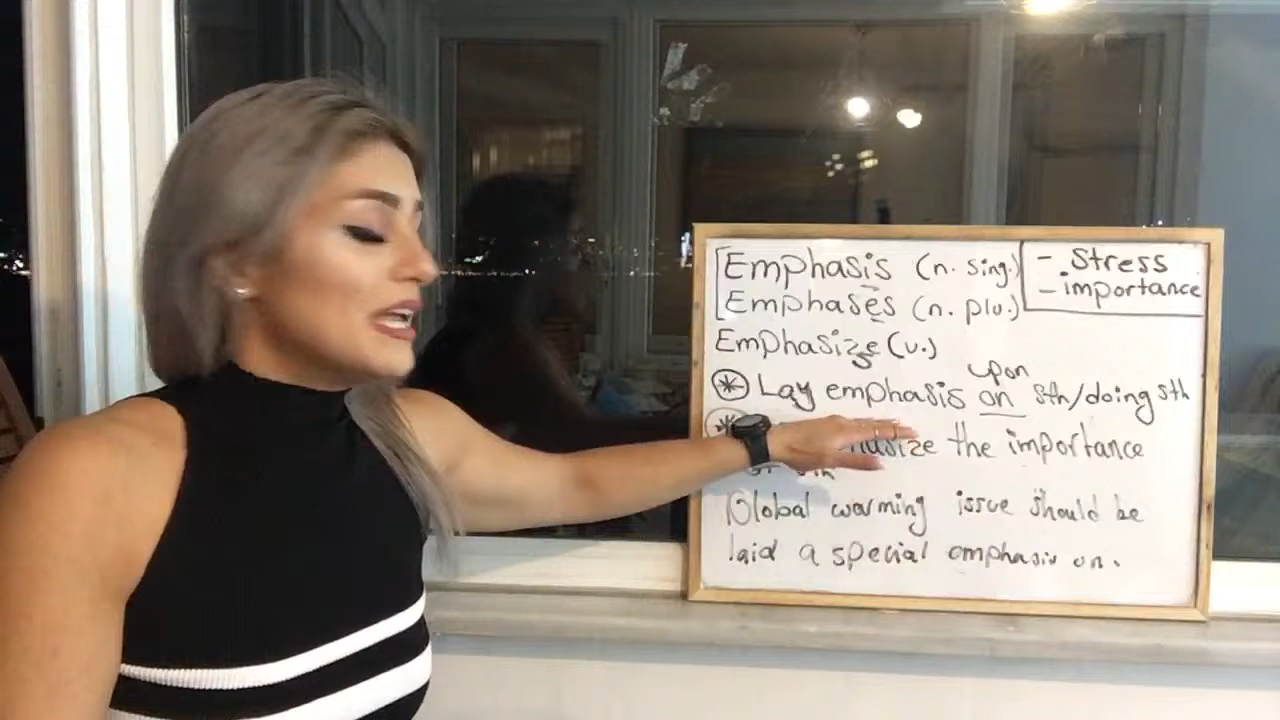 Emphasis (n. sing.)
- Stress
- importance
Emphases (n. plu.)
Emphasize (v.)
upon
Lay emphasis on sth/doing sth
the importance
Global warming issue should be
laid a special emphasis on.